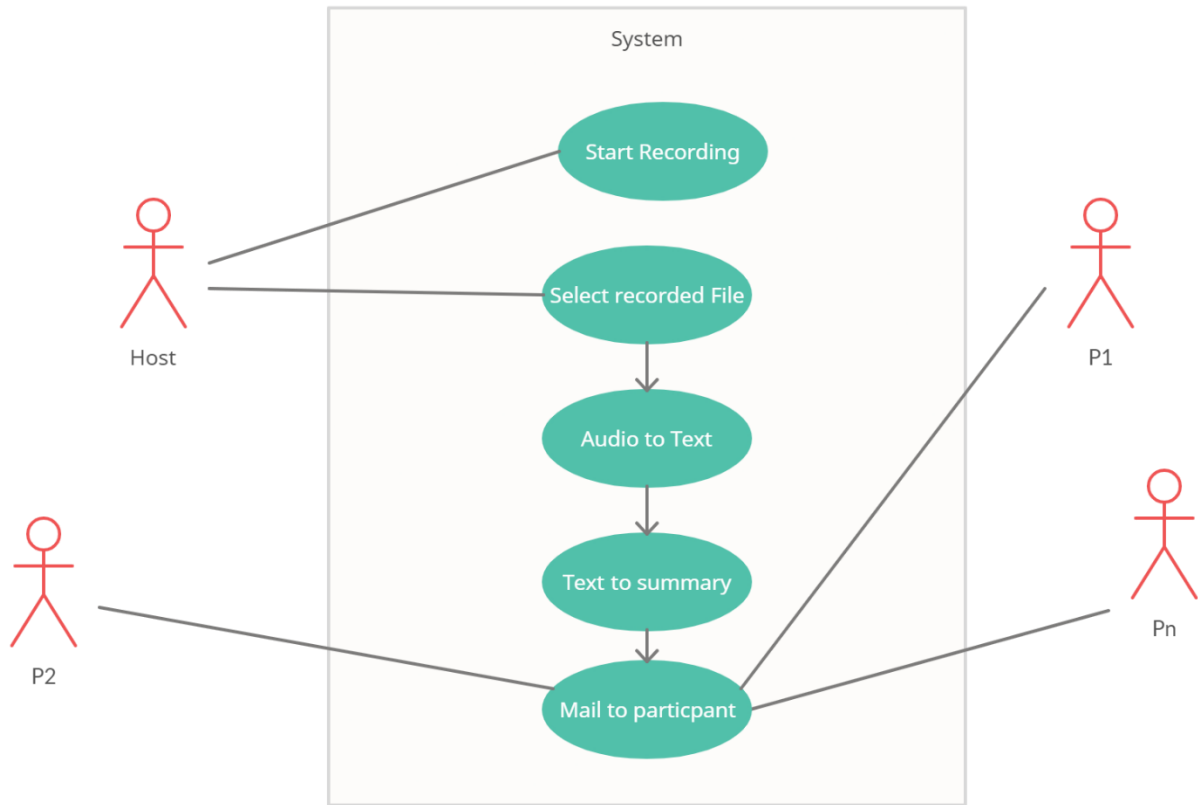 System
Start Recording
Select recorded File
Host
P1
Audio to Text
Text to summary
Pn
P2
Mail to particpant